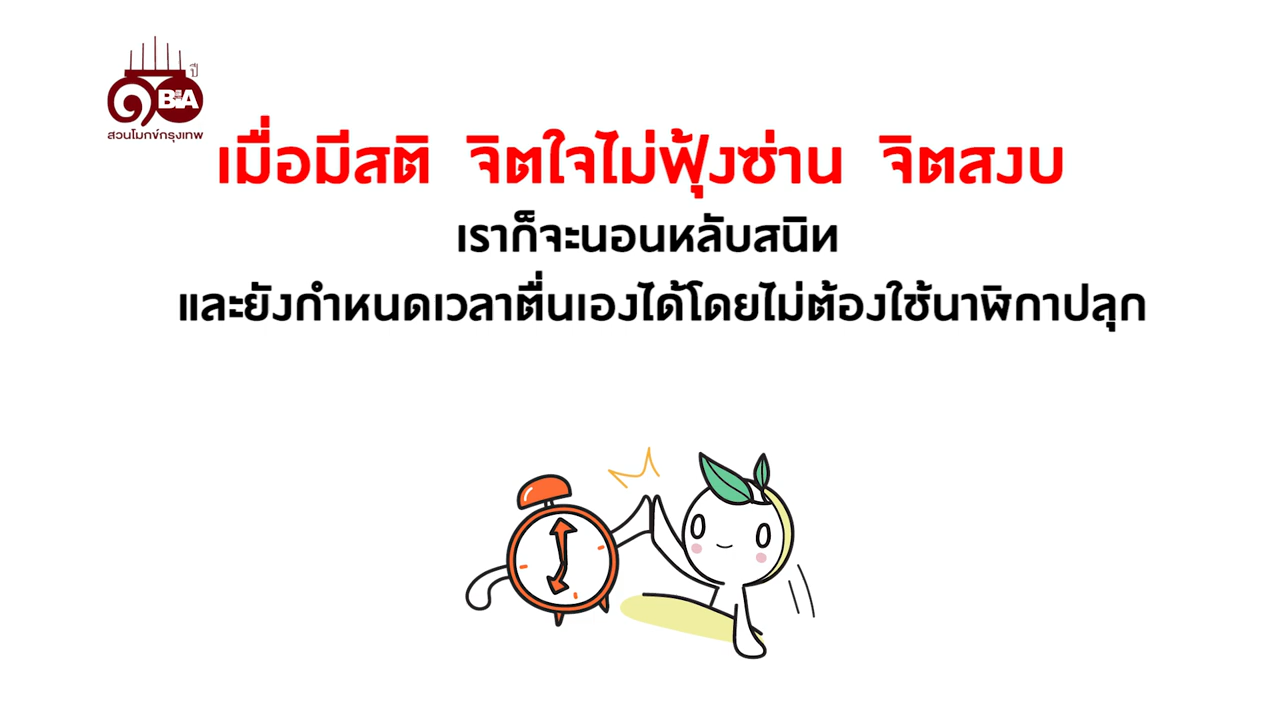 ปี
๑๐
BIA
สวนโมกข์กรุงเทพ
เมื่อมีสติ จิตใจไม่ฟุ้งซ่าน จิตสงบ
เราก็จะนอนหลับสนิท
และยังกำหนดเวลาตื่นเองได้โดยไม่ต้องใช้นาฬิกาปลุก